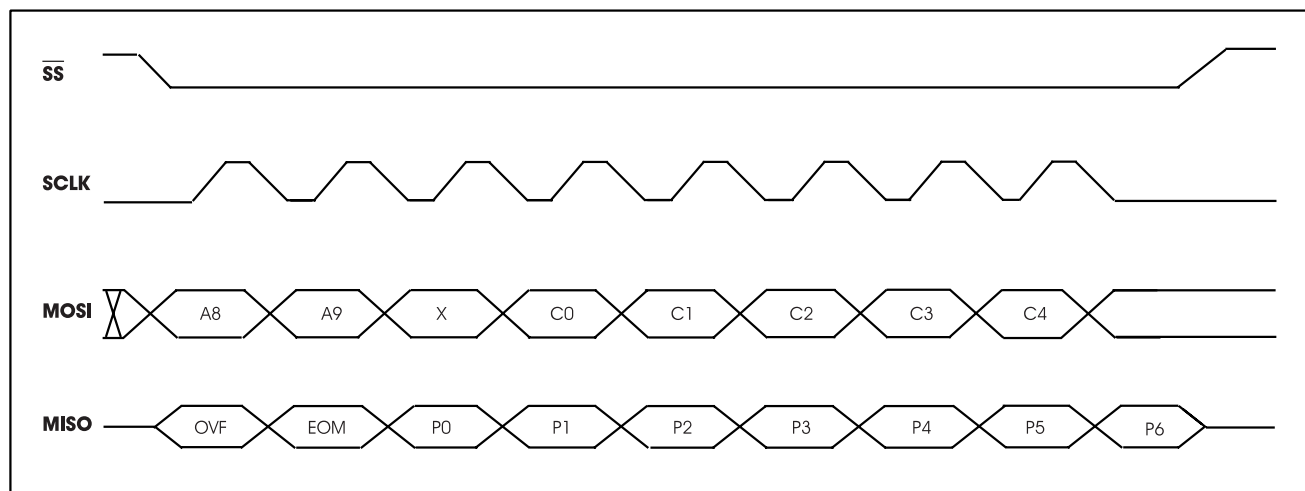 SS
SCLK
MOSI A8 A9 X C0 C1 C2 C3 C4
MISO OVF EOM P0 P1 P2 P3 P4 P5 P6